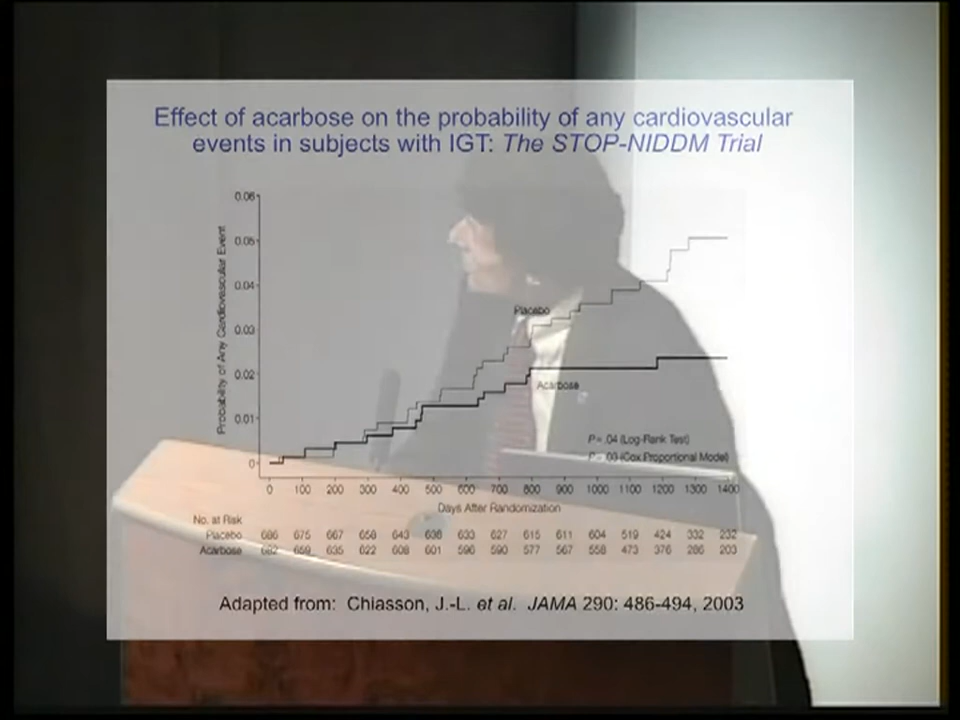 Effect of acarbose on the probability of any cardiovascular
events in subjects with IGT: The STOP-NIDDM Trial
Probability of Any Cardiovascular Event
0.06
0.05
0.04
0.03
0.02
0.01
0
Placebo
Acarbose
P= .04 (Log-Rank Test)
P= .03 (Cox Proportional Model)
0 100 200 300 400 500 600 700 800 900 1000 1100 1200 1300 1400
Days After Randomization
No. at Risk
Placebo 686 675 667 658 643 638 633 627 615 611 604 519 424 332 232
Acarbose 682 659 635 622 608 601 596 590 577 567 558 473 376 286 203
Adapted from: Chiasson, J.-L. et al. JAMA 290: 486-494, 2003